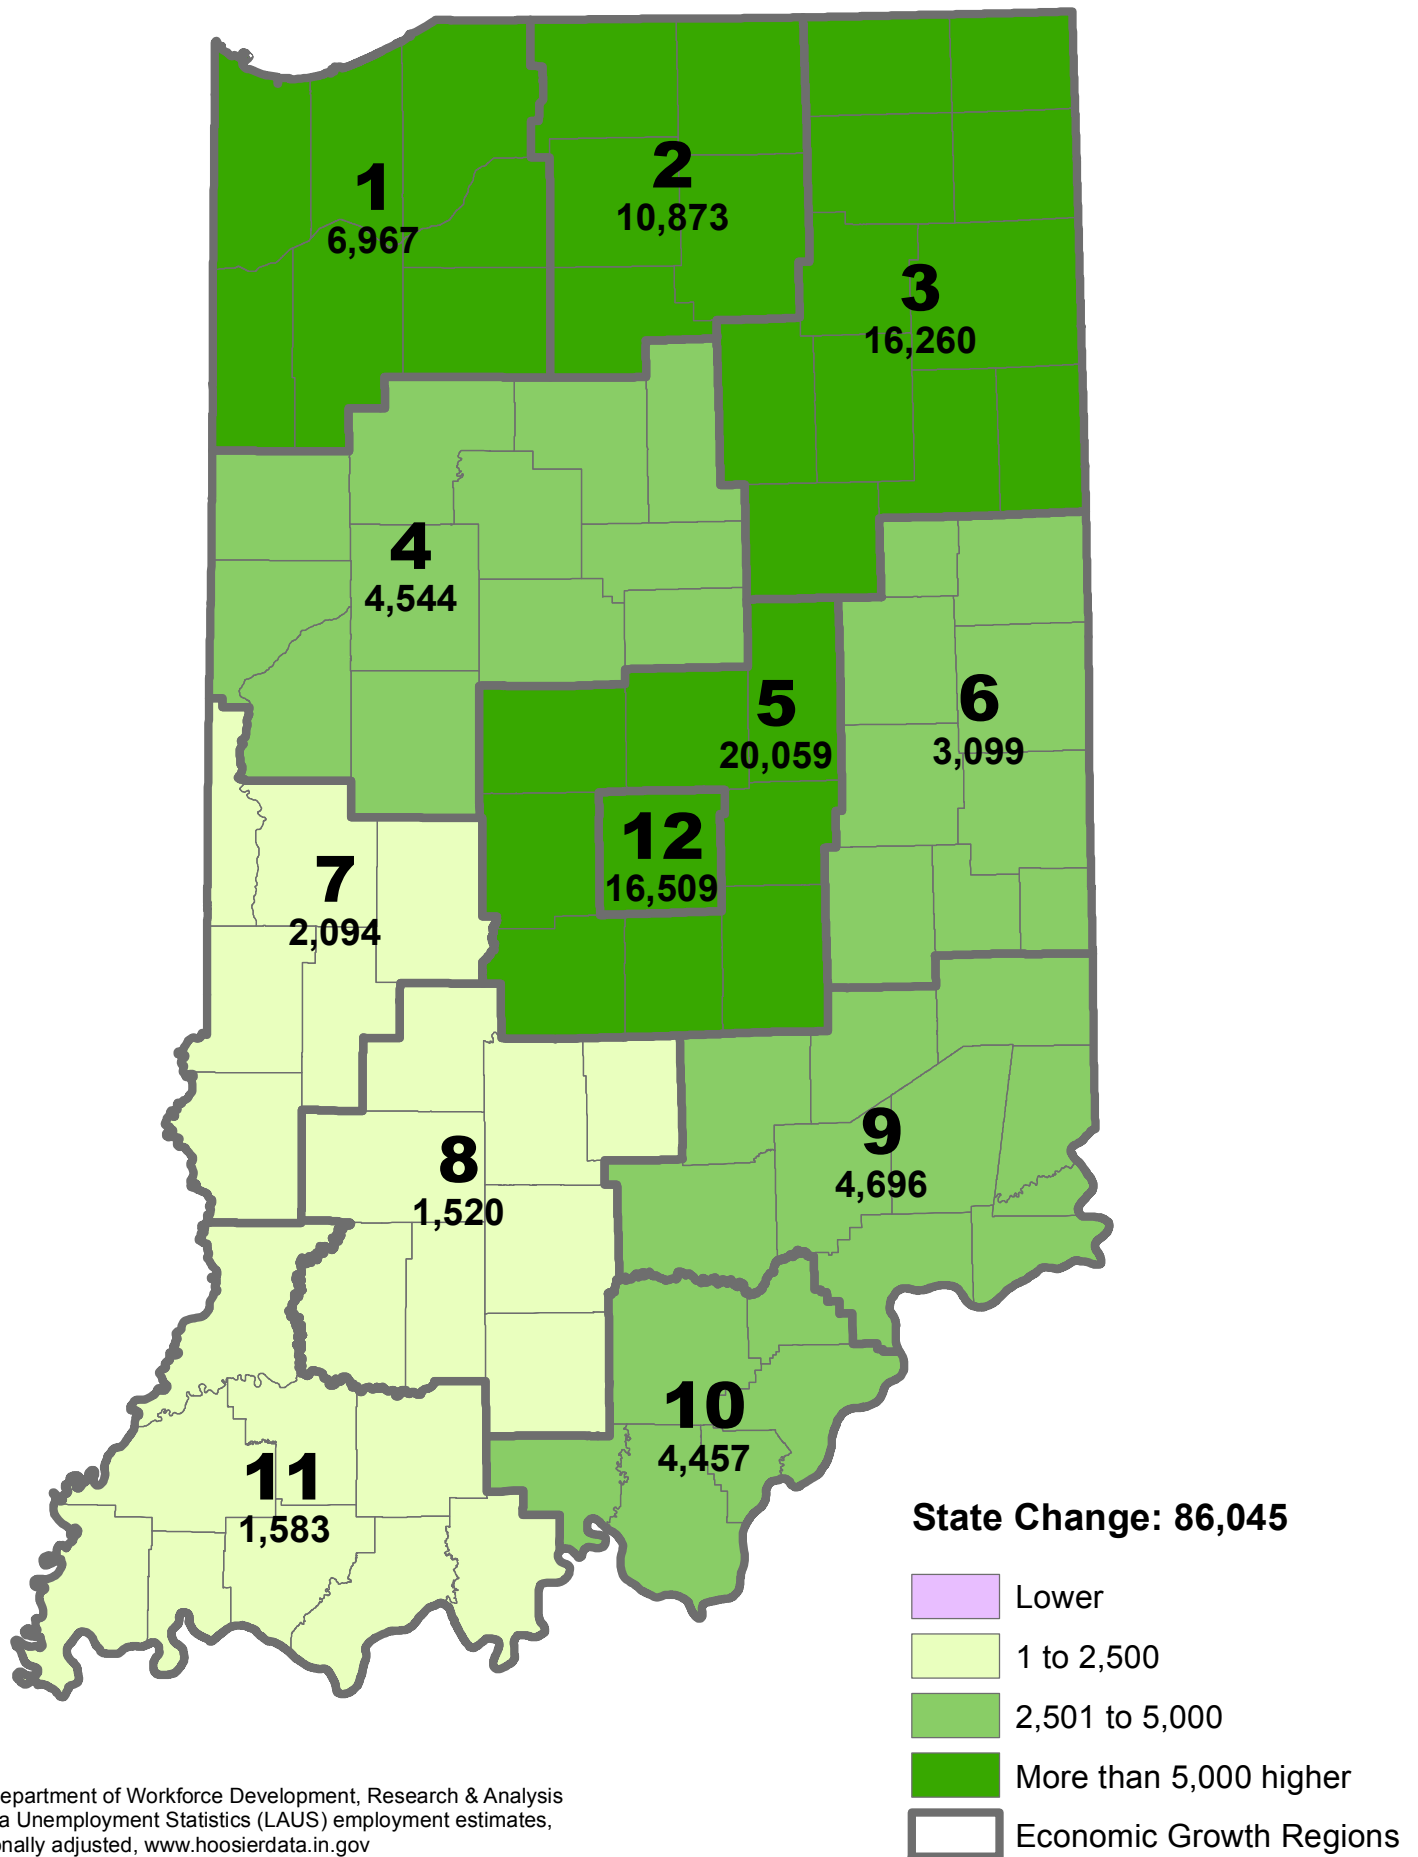 1
6,967
2
10,873
3
16,260
4
4,544
5
20,059
6
3,099
12
16,509
7
2,094
8
1,520
9
4,696
10
4,457
11
1,583
State Change: 86,045
Lower
1 to 2,500
2,501 to 5,000
More than 5,000 higher
Economic Growth Regions
epartment of Workforce Development, Research & Analysis
a Unemployment Statistics (LAUS) employment estimates,
onally adjusted, www.hoosierdata.in.gov